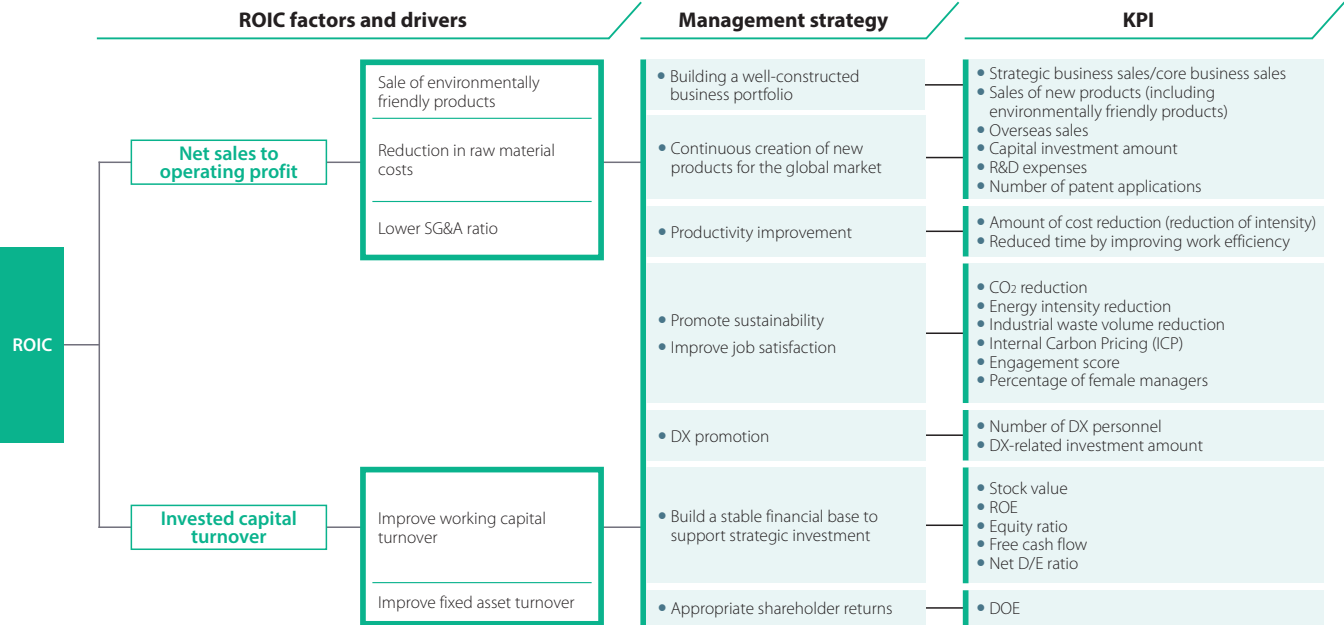 ROIC factors and drivers
Management strategy
KPI
ROIC
Net sales to
operating profit
Invested capital
turnover
Sale of environmentally
friendly products
Reduction in raw material
costs
Lower SG&A ratio
Improve working capital
turnover
Improve fixed asset turnover
• Building a well-constructed
business portfolio
• Continuous creation of new
products for the global market
• Productivity improvement
• Promote sustainability
• Improve job satisfaction
• DX promotion
• Build a stable financial base to
support strategic investment
• Appropriate shareholder returns
• Strategic business sales/core business sales
• Sales of new products (including
environmentally friendly products)
• Overseas sales
• Capital investment amount
• R&D expenses
• Number of patent applications
• Amount of cost reduction (reduction of intensity)
• Reduced time by improving work efficiency
• CO2 reduction
• Energy intensity reduction
• Industrial waste volume reduction
• Internal Carbon Pricing (ICP)
• Engagement score
• Percentage of female managers
• Number of DX personnel
• DX-related investment amount
• Stock value
• ROE
• Equity ratio
• Free cash flow
• Net D/E ratio
• DOE